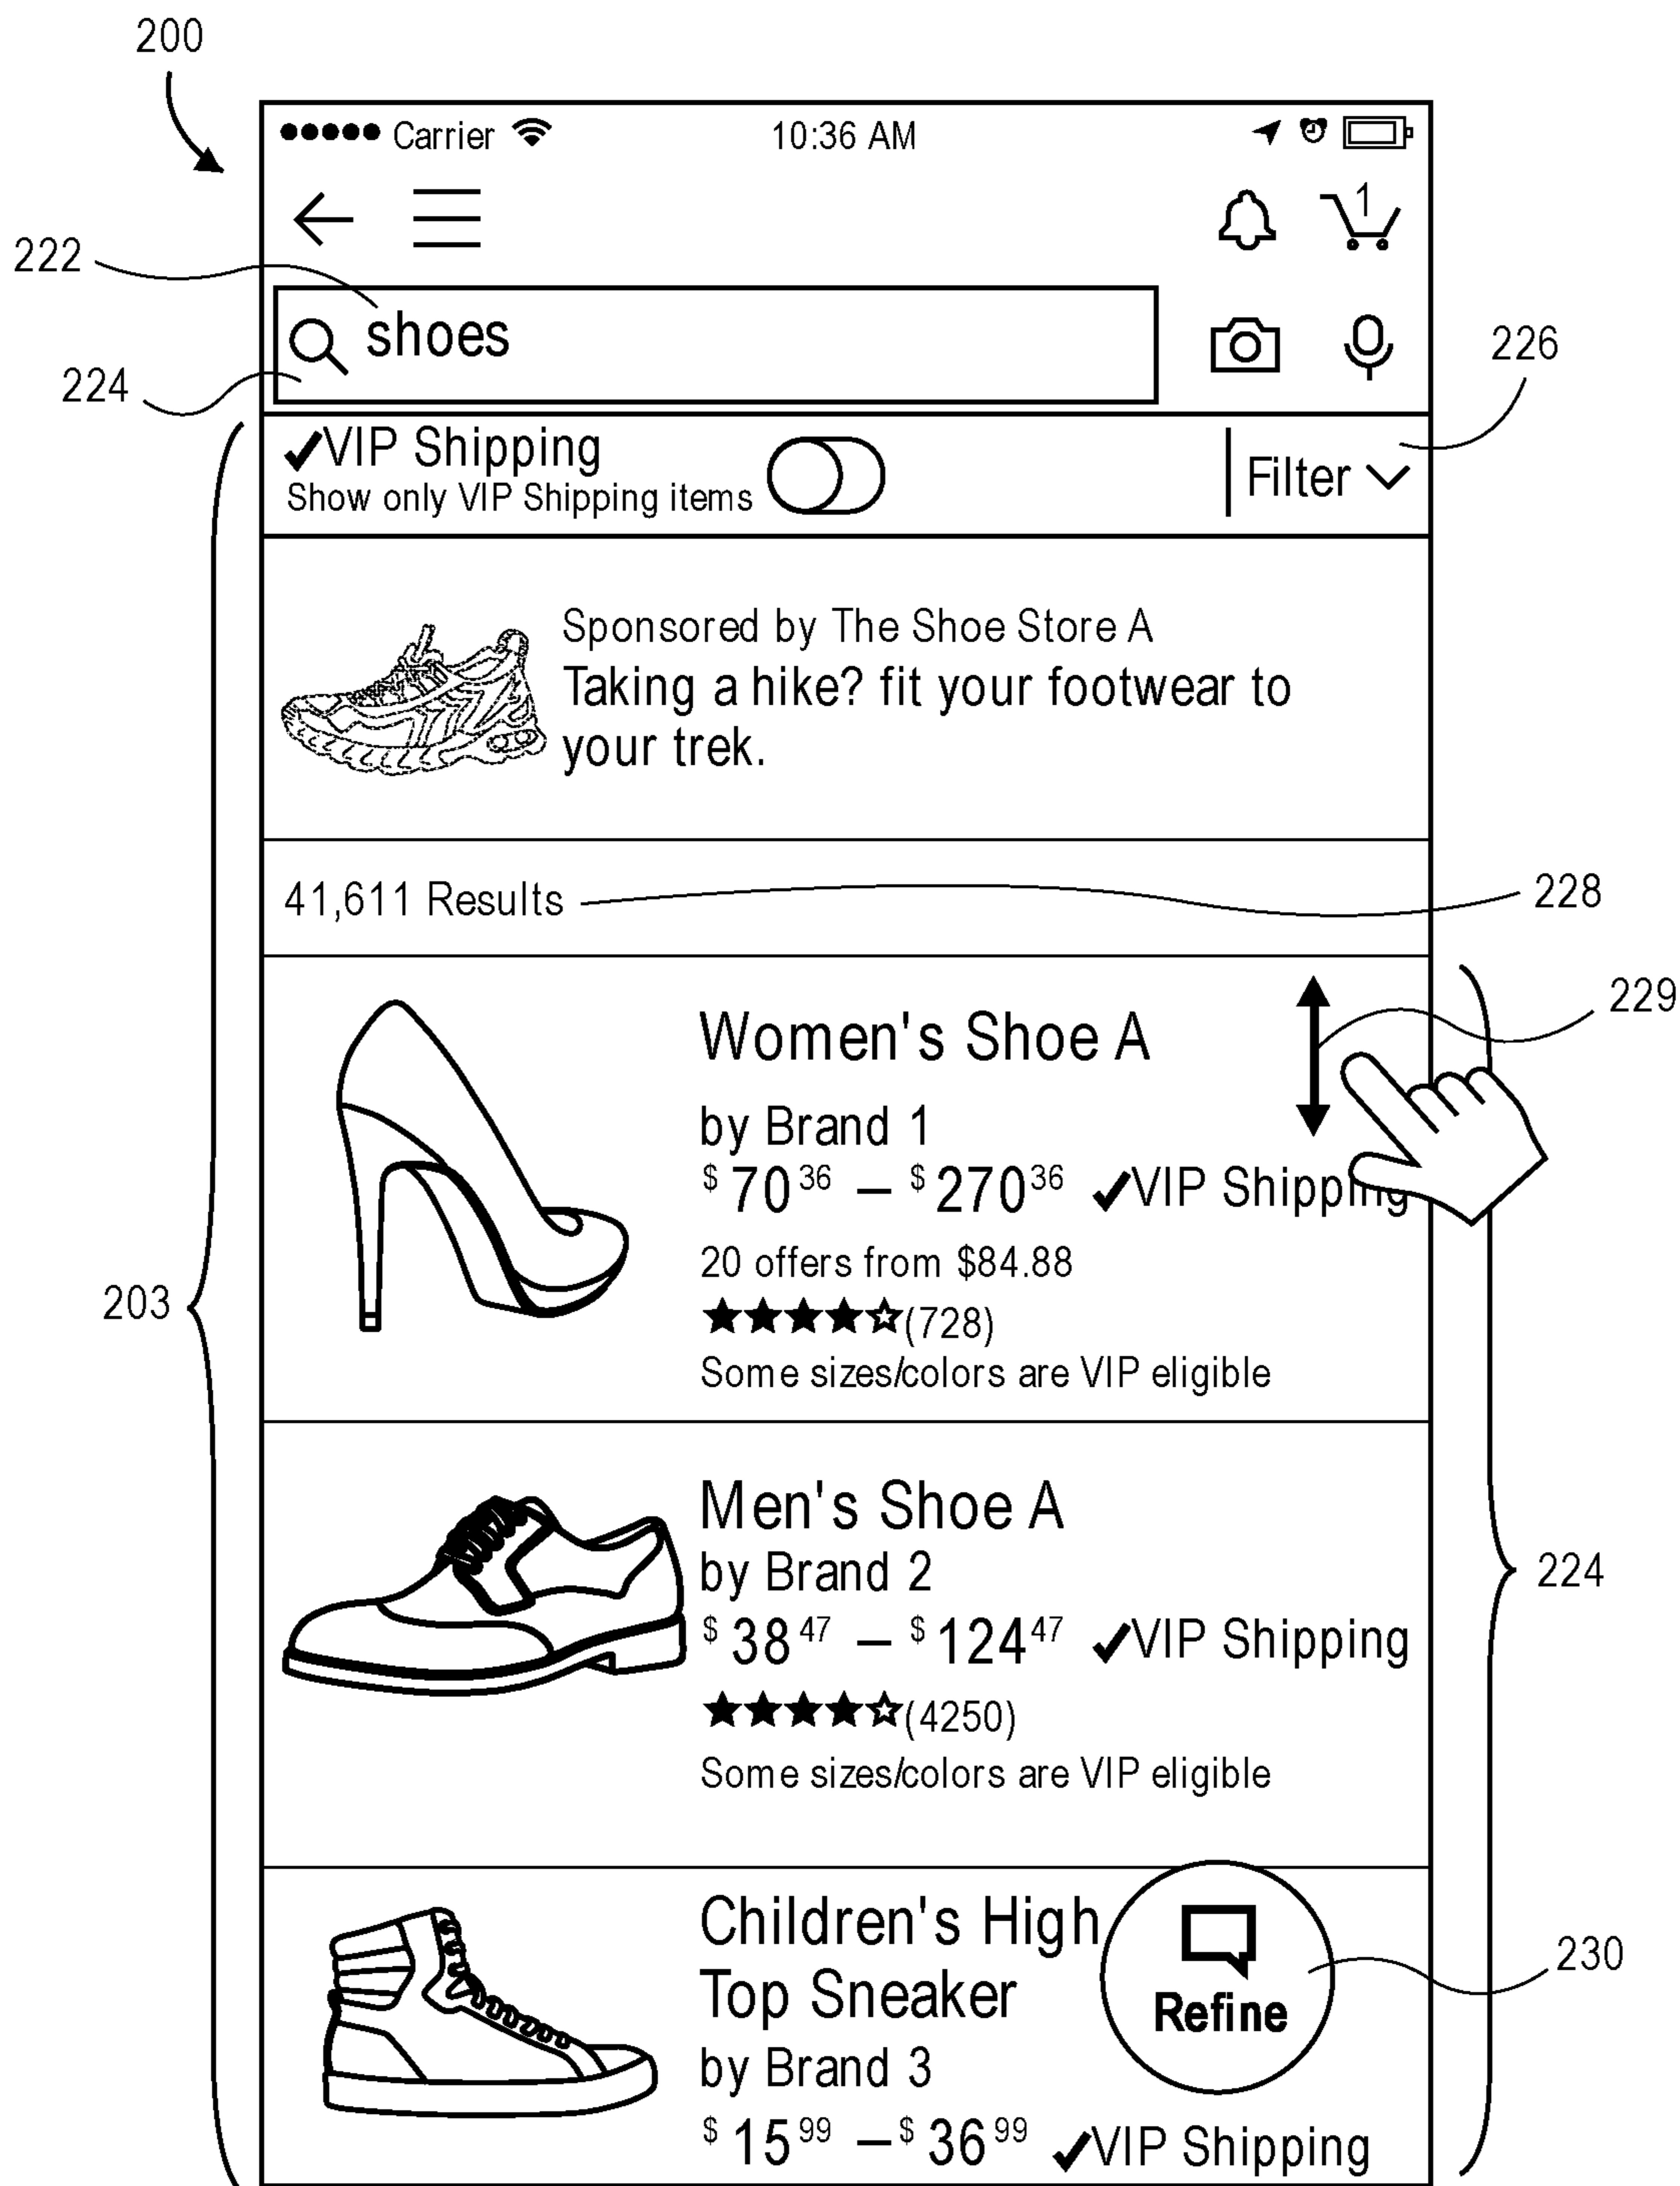 200
Carrier 10:36 AM
1
222
shoes
224
226
✓VIP Shipping
Show only VIP Shipping items
Filter
Sponsored by The Shoe Store A
Taking a hike? fit your footwear to
your trek.
41,611 Results
228
229
Women's Shoe A
by Brand 1
$70 36 – $270 36 ✓VIP Shipping
20 offers from $84.88
★★★★☆(728)
Some sizes/colors are VIP eligible
203
Men's Shoe A
by Brand 2
$38 47 – $124 47 ✓VIP Shipping
★★★★☆(4250)
Some sizes/colors are VIP eligible
224
Children's High
Top Sneaker
by Brand 3
$15 99 –$36 99 ✓VIP Shipping
Refine
230